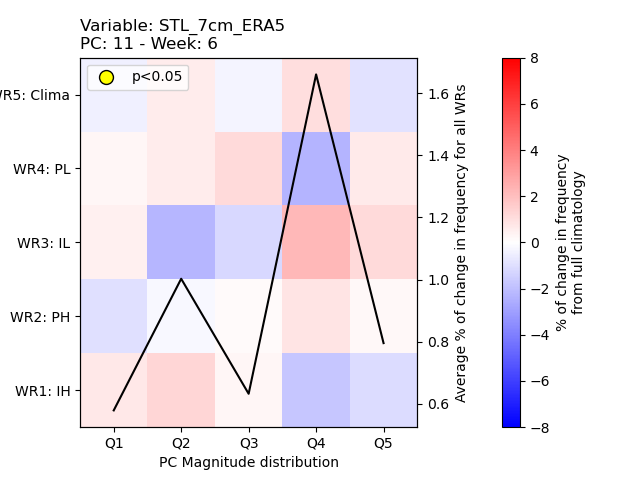 Variable: STL_7cm_ERA5
PC: 11 - Week: 6
p<0.05
WR5: Clima
WR4: PL
WR3: IL
WR2: PH
WR1: IH
Q1 Q2 Q3 Q4 Q5
PC Magnitude distribution
1.6
1.4
1.2
1.0
0.8
0.6
Average % of change in frequency for all WRs
8
6
4
2
0
−2
−4
−6
−8
% of change in frequency
from full climatology